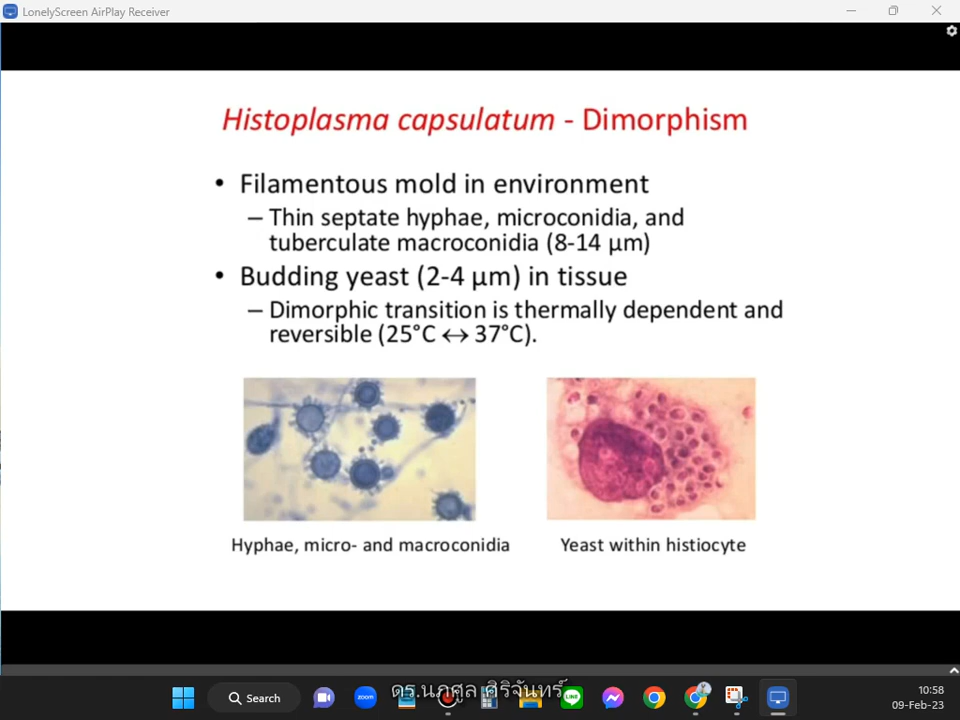 LonelyScreen AirPlay Receiver
Histoplasma capsulatum - Dimorphism
• Filamentous mold in environment
– Thin septate hyphae, microconidia, and
tuberculate macroconidia (8-14 µm)
• Budding yeast (2-4 µm) in tissue
– Dimorphic transition is thermally dependent and
reversible (25°C ↔ 37°C).
Hyphae, micro- and macroconidia
Yeast within histiocyte
Search
zoom
ดร.นภศูล ศิริจันทร์
LINE
10:58
09-Feb-23